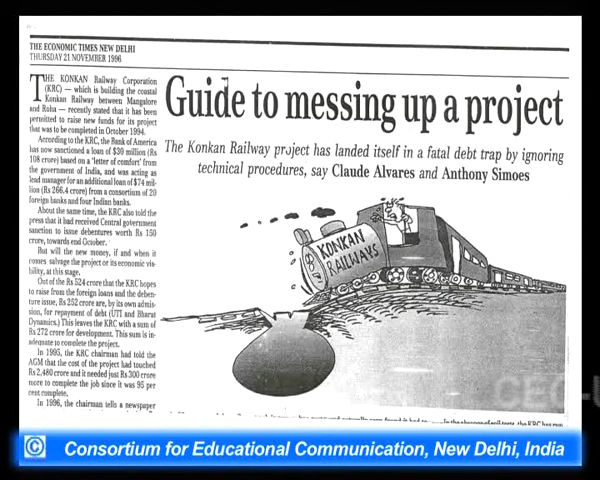 THE ECONOMIC TIMES NEW DELHI
THURSDAY 21 NOVEMBER 1996
THE KONKAN Railway Corporation
(KRC) — which is building the coastal
Konkan Railway between Mangalore
and Roha — recently stated that it has been
permitted to raise new funds for its project
that was to be completed in October 1994.
According to the KRC, the Bank of America
has now sanctioned a loan of $30 million (Rs
108 crore) based on a 'letter of comfort' from
the government of India, and was acting as
lead manager for an additional loan of $74 mil-
lion (Rs 266.4 crore) from a consortium of 20
foreign banks and four Indian banks.
About the same time, the KRC also told the
press that it had received Central government
sanction to issue debentures worth Rs 150
crore, towards end October.
But will the new money, if and when it
comes, salvage the project or its economic via-
bility, at this stage.
Out of the Rs 524 crore that the KRC hopes
to raise from the foreign loans and the deben-
ture issue, Rs 252 crore are, by its own admis-
sion, for repayment of debt (UTI and Bharat
Dynamics.) This leaves the KRC with a sum of
Rs 272 crore for development. This sum is in-
adequate to complete the project.
In 1995, the KRC chairman had told the
AGM that the cost of the project had touched
Rs 2,480 crore and it needed just Rs 300 crore
more to complete the job since it was 95 per
cent complete.
In 1996, the chairman tells a newspaper
Guide to messing up a project
The Konkan Railway project has landed itself in a fatal debt trap by ignoring
technical procedures, say Claude Alvares and Anthony Simoes
KONKAN
RAILWAYS
© Consortium for Educational Communication, New Delhi, India